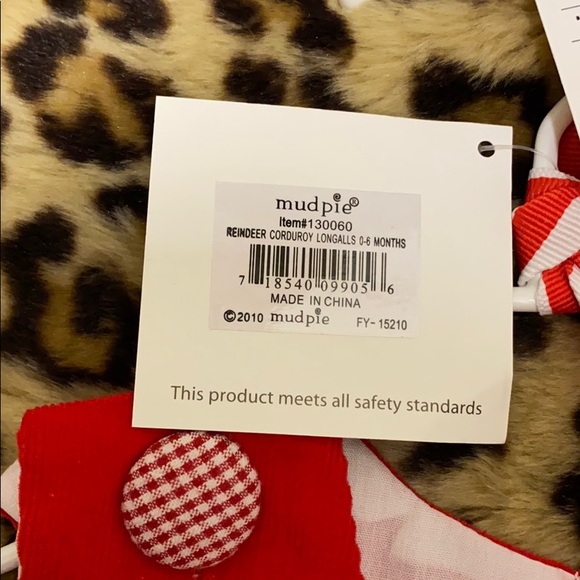 mudpie®
Item#130060
REINDEER CORDUROY LONGALLS 0-6 MONTHS
7 18540 09905 6
MADE IN CHINA
©2010 mudpie FY-15210
This product meets all safety standards